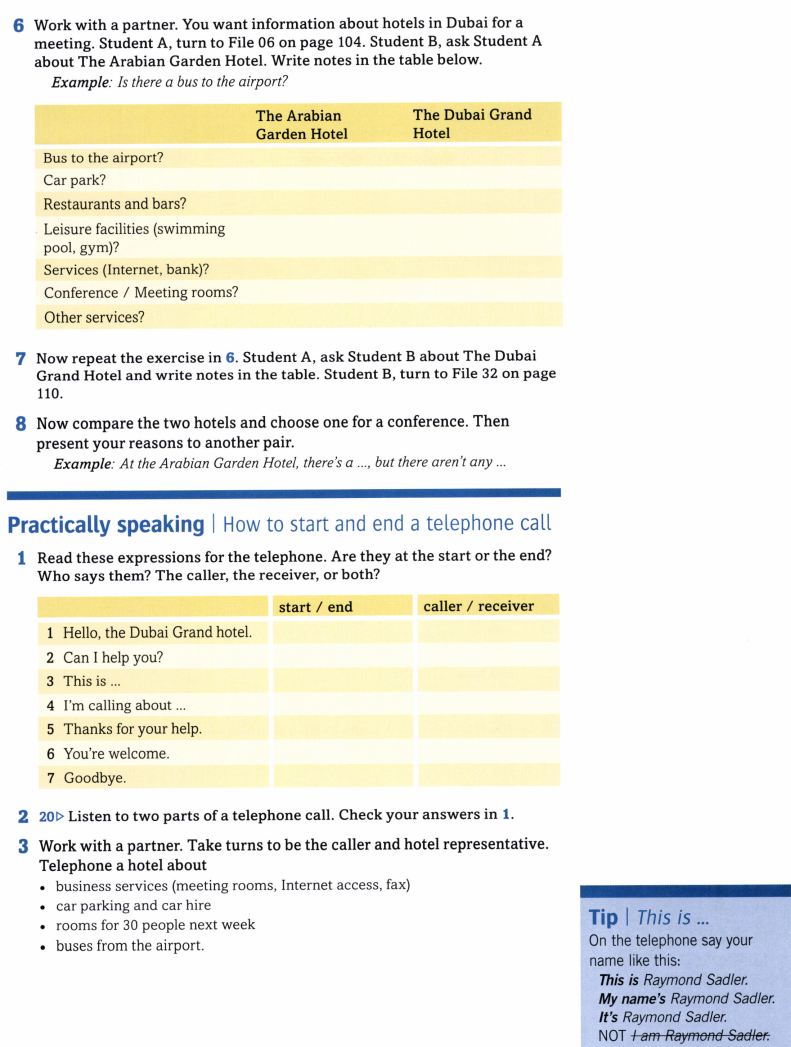 6 Work with a partner. You want information about hotels in Dubai for a
meeting. Student A, turn to File 06 on page 104. Student B, ask Student A
about The Arabian Garden Hotel. Write notes in the table below.
Example: Is there a bus to the airport?
The Arabian Garden Hotel
The Dubai Grand Hotel
Bus to the airport?
Car park?
Restaurants and bars?
Leisure facilities (swimming
pool, gym)?
Services (Internet, bank)?
Conference / Meeting rooms?
Other services?
7 Now repeat the exercise in 6. Student A, ask Student B about The Dubai
Grand Hotel and write notes in the table. Student B, turn to File 32 on page
110.
8 Now compare the two hotels and choose one for a conference. Then
present your reasons to another pair.
Example: At the Arabian Garden Hotel, there's a ..., but there aren't any ...
Practically speaking | How to start and end a telephone call
1 Read these expressions for the telephone. Are they at the start or the end?
Who says them? The caller, the receiver, or both?
start / end caller / receiver
1 Hello, the Dubai Grand hotel.
2 Can I help you?
3 This is ...
4 I'm calling about ...
5 Thanks for your help.
6 You're welcome.
7 Goodbye.
2 20▷ Listen to two parts of a telephone call. Check your answers in 1.
3 Work with a partner. Take turns to be the caller and hotel representative.
Telephone a hotel about
• business services (meeting rooms, Internet access, fax)
• car parking and car hire
• rooms for 30 people next week
• buses from the airport.
Tip | This is ...
On the telephone say your
name like this:
This is Raymond Sadler.
My name's Raymond Sadler.
It's Raymond Sadler.
NOT I am Raymond Sadler.